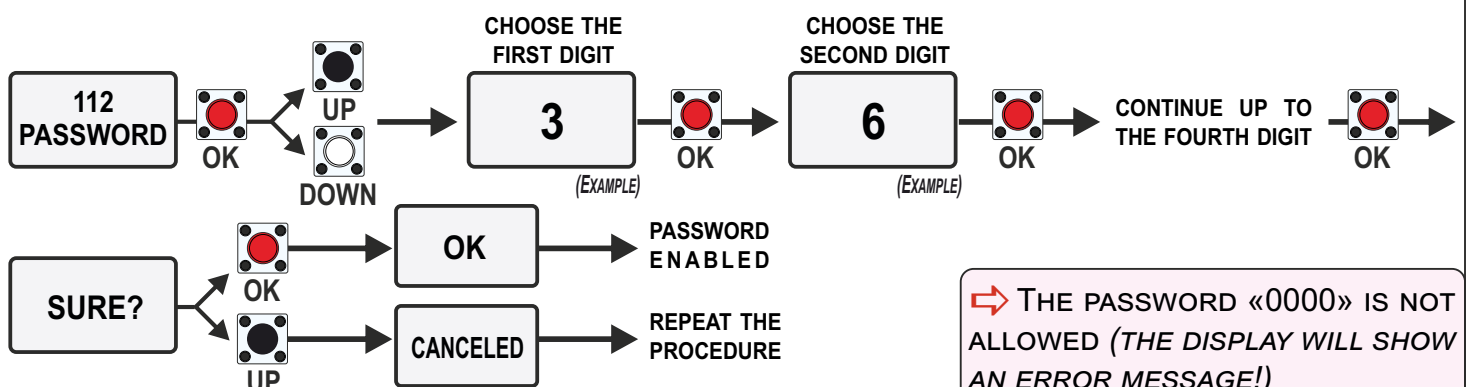 CHOOSE THE
FIRST DIGIT
CHOOSE THE
SECOND DIGIT
112
PASSWORD
OK
UP
DOWN
3
(EXAMPLE)
OK
6
(EXAMPLE)
OK
CONTINUE UP TO
THE FOURTH DIGIT
OK
SURE?
OK
UP
OK
PASSWORD
ENABLED
CANCELED
REPEAT THE
PROCEDURE
THE PASSWORD «0000» IS NOT
ALLOWED (THE DISPLAY WILL SHOW
AN ERROR MESSAGE!)